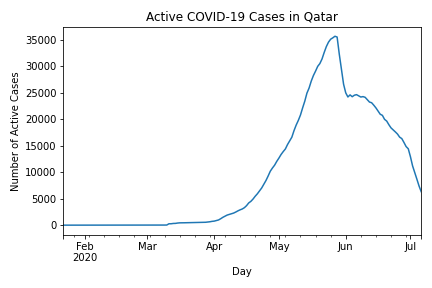 Active COVID-19 Cases in Qatar
35000
30000
25000
20000
15000
10000
5000
0
Number of Active Cases
Feb Mar Apr May Jun Jul
2020
Day